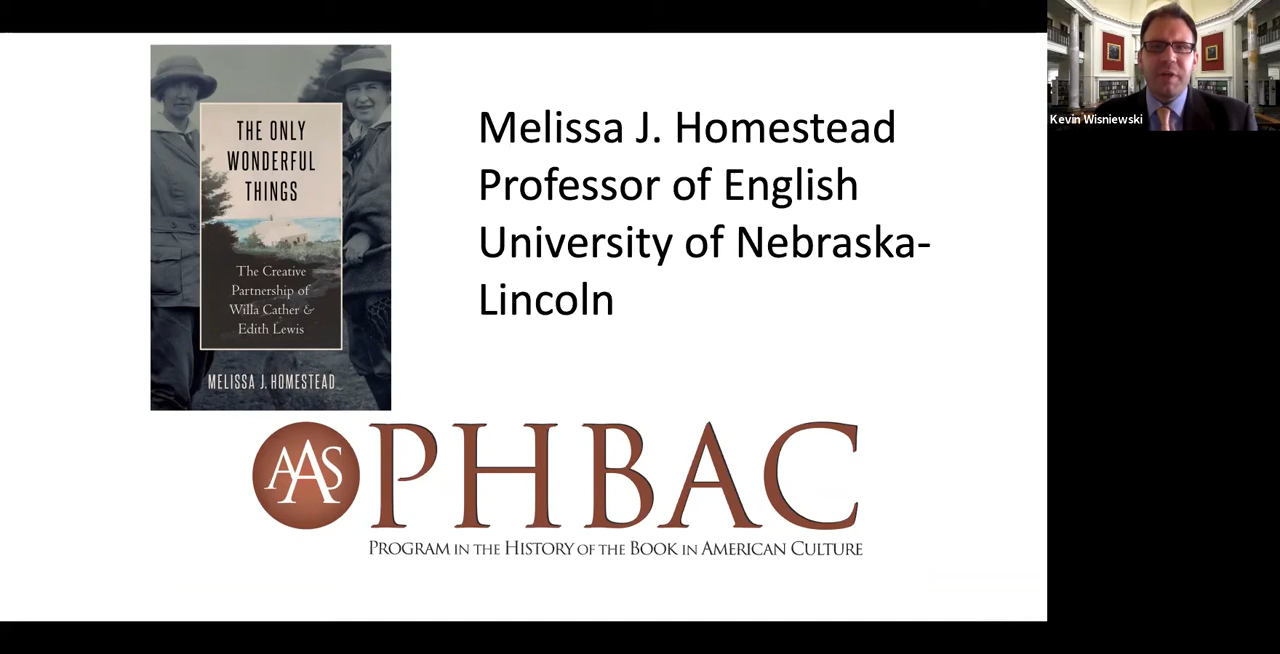 THE ONLY
WONDERFUL
THINGS
The Creative
Partnership of
Willa Cather &
Edith Lewis
MELISSA J. HOMESTEAD
Melissa J. Homestead
Professor of English
University of Nebraska-
Lincoln
AAS PHBAC
PROGRAM IN THE HISTORY OF THE BOOK IN AMERICAN CULTURE
Kevin Wisniewski